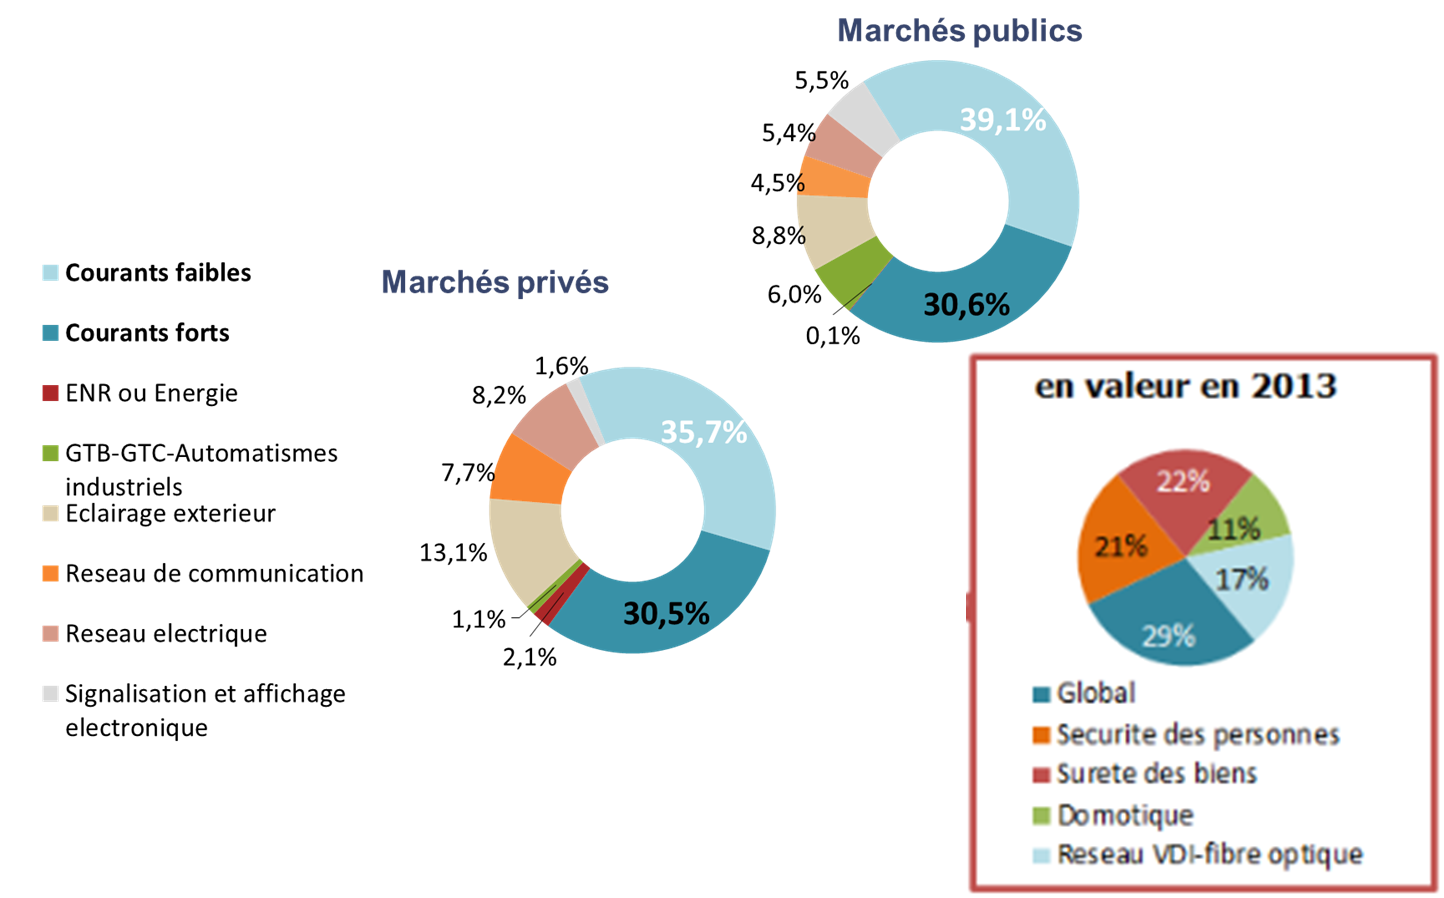 Marchés publics
5,5%
39,1%
5,4%
4,5%
8,8%
6,0%
30,6%
0,1%
Courants faibles
Courants forts
ENR ou Energie
GTB-GTC-Automatismes
industriels
Eclairage exterieur
Reseau de communication
Reseau electrique
Signalisation et affichage
electronique
Marchés privés
1,6%
8,2%
35,7%
7,7%
13,1%
1,1%
30,5%
2,1%
en valeur en 2013
22%
11%
21%
17%
29%
Global
Securite des personnes
Surete des biens
Domotique
Reseau VDI-fibre optique